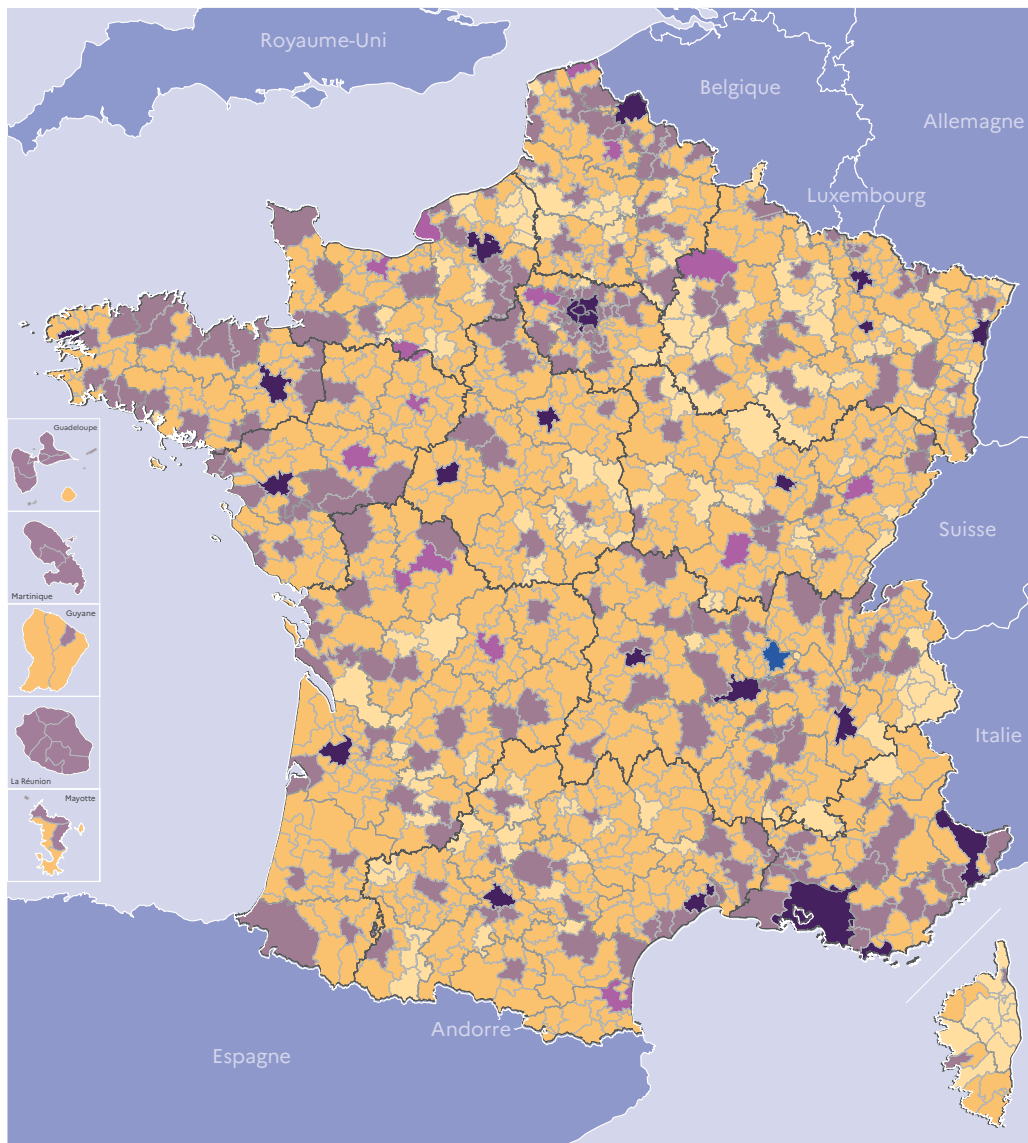 Royaume-Uni
Belgique
Allemagne
Luxembourg
Guadeloupe
Martinique
Suisse
Guyane
Italie
La Réunion
Mayotte
Andorre
Espagne